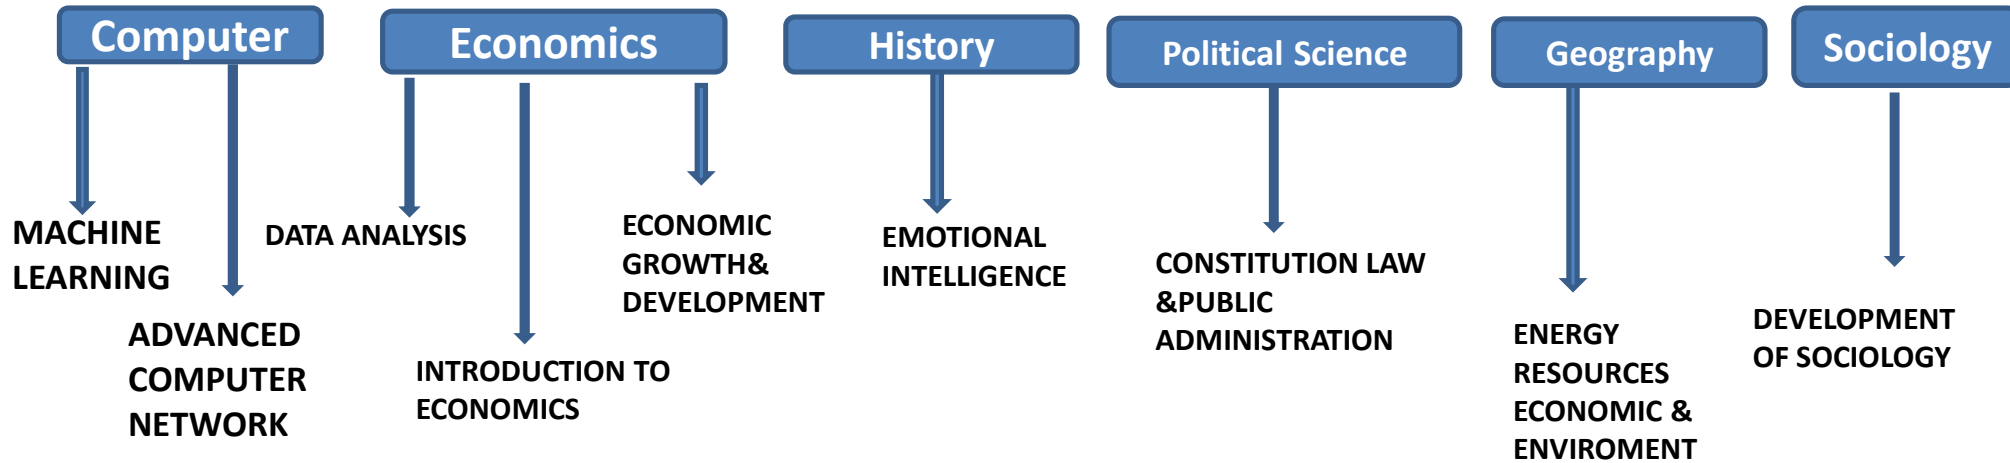 Computer
Economics
History
Political Science
Geography
Sociology
MACHINE
LEARNING
ADVANCED
COMPUTER
NETWORK
DATA ANALYSIS
INTRODUCTION TO
ECONOMICS
ECONOMIC
GROWTH&
DEVELOPMENT
EMOTIONAL
INTELLIGENCE
CONSTITUTION LAW
&PUBLIC
ADMINISTRATION
ENERGY
RESOURCES
ECONOMIC &
ENVIROMENT
DEVELOPMENT
OF SOCIOLOGY